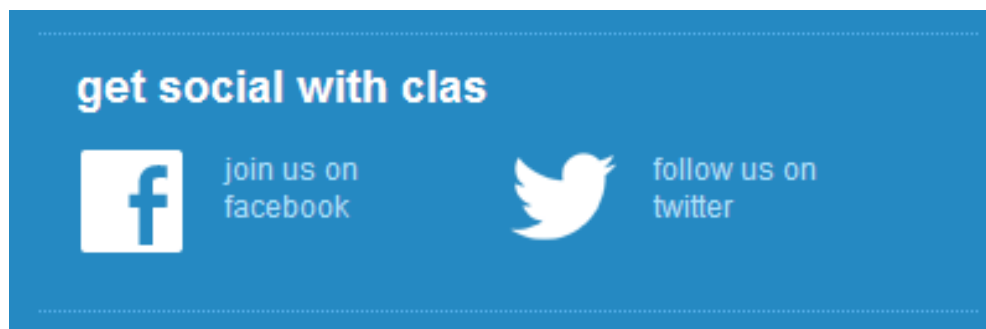 get social with clas
join us on
facebook
follow us on
twitter